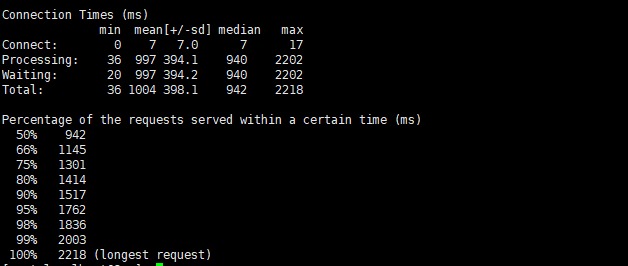 Connection Times (ms)
              min  mean[+/-sd] median   max
Connect:        0    7   7.0      7      17
Processing:    36  997 394.1    940    2202
Waiting:       20  997 394.2    940    2202
Total:         36 1004 398.1    942    2218
Percentage of the requests served within a certain time (ms)
  50%    942
  66%   1145
  75%   1301
  80%   1414
  90%   1517
  95%   1762
  98%   1836
  99%   2003
 100%   2218 (longest request)